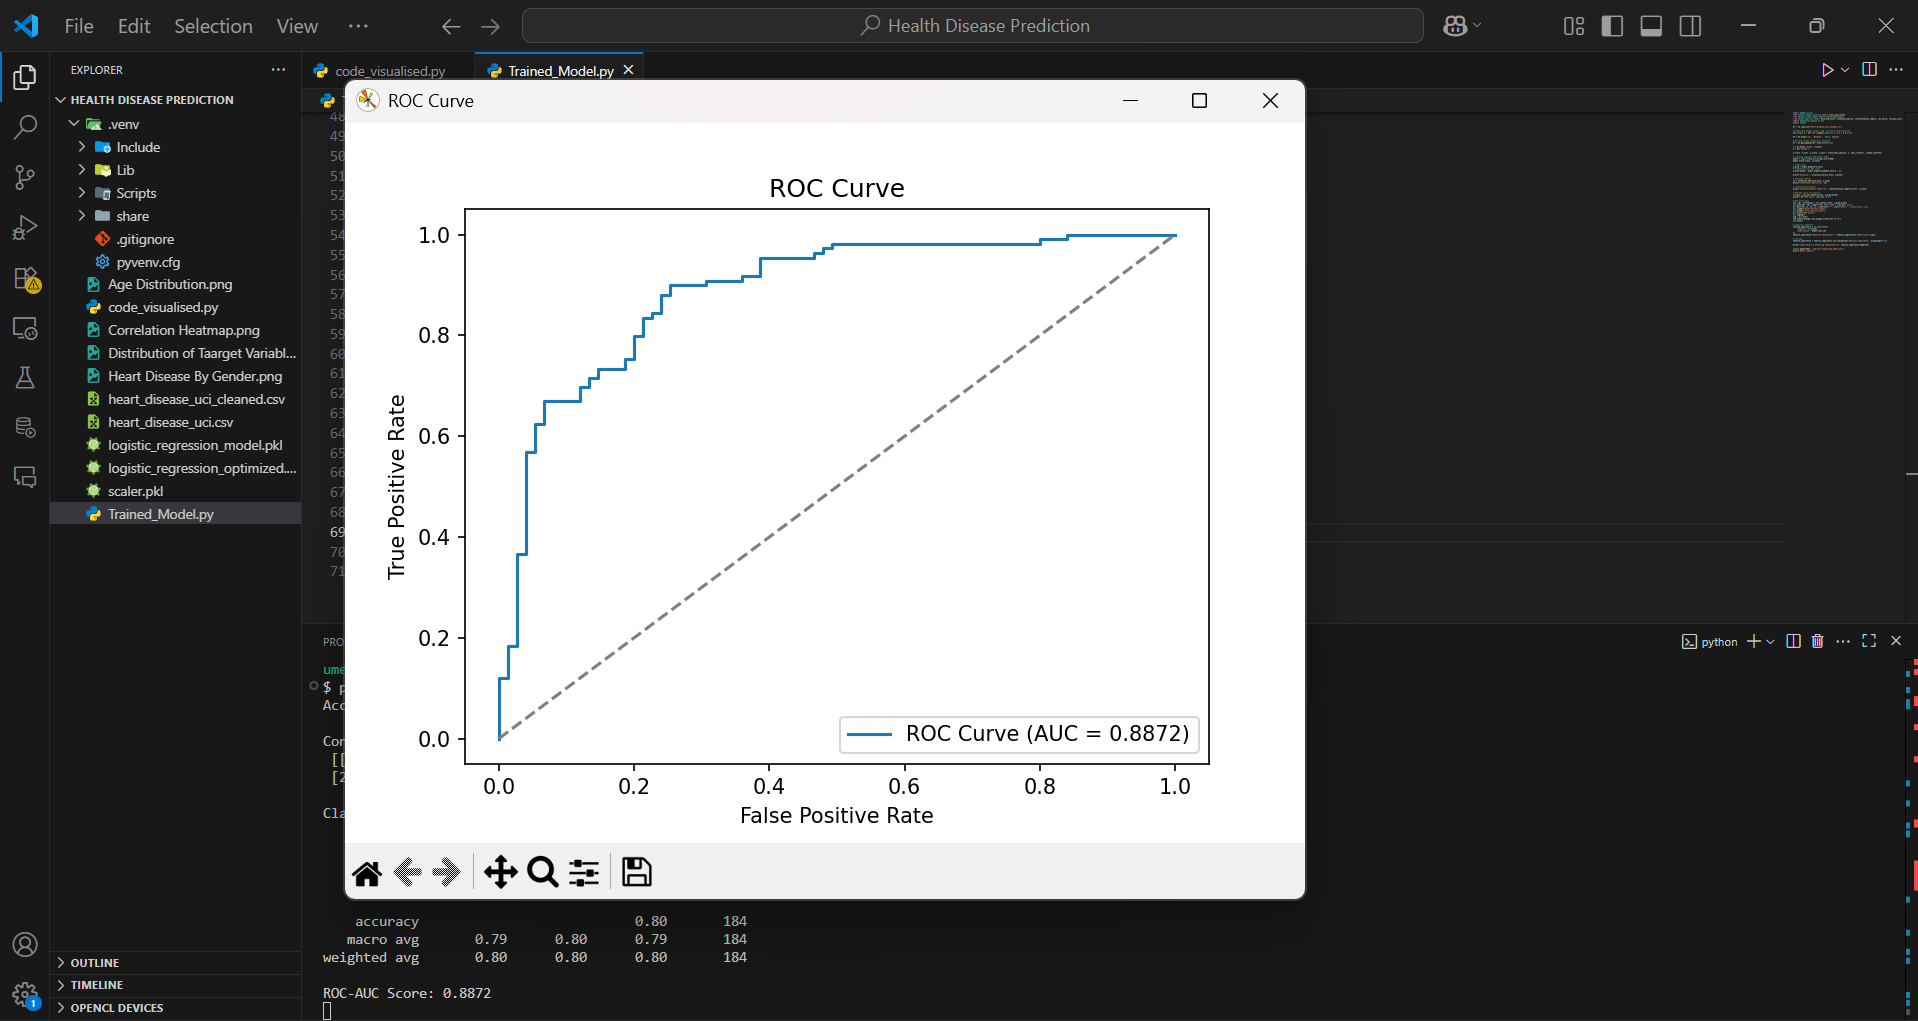 File Edit Selection View
Health Disease Prediction
EXPLORER
HEALTH DISEASE PREDICTION
.venv
Include
Lib
Scripts
share
.gitignore
pyvenv.cfg
Age Distribution.png
code_visualised.py
Correlation Heatmap.png
Distribution of Taarget Variabl...
Heart Disease By Gender.png
heart_disease_uci_cleaned.csv
heart_disease_uci.csv
logistic_regression_model.pkl
logistic_regression_optimized....
scaler.pkl
Trained_Model.py
OUTLINE
TIMELINE
OPENCL DEVICES
1
code_visualised.py
Trained_Model.py
48
49
50
51
52
53
54
55
56
57
58
59
60
61
62
63
64
65
66
67
68
69
70
71
ROC Curve
ROC Curve
True Positive Rate
1.0
0.8
0.6
0.4
0.2
0.0
ROC Curve (AUC = 0.8872)
0.0 0.2 0.4 0.6 0.8 1.0
False Positive Rate
PRO
python
ume
$ p
Acc
Con
[[
[2
Cla
accuracy 0.80 184
macro avg 0.79 0.80 0.79 184
weighted avg 0.80 0.80 0.80 184
ROC-AUC Score: 0.8872